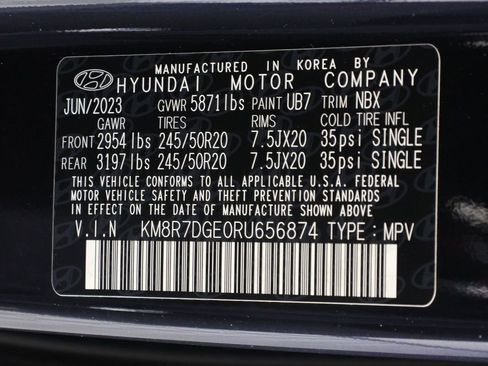 MANUFACTURED IN KOREA BY
HYUNDAI MOTOR COMPANY
JUN/2023 GVWR 5871lbs PAINT UB7 TRIM NBX
GAWR TIRES RIMS COLD TIRE INFL
FRONT 2954lbs 245/50R20 7.5JX20 35psi SINGLE
REAR 3197lbs 245/50R20 7.5JX20 35psi SINGLE
THIS VEHICLE CONFORMS TO ALL APPLICABLE U.S.A. FEDERAL
MOTOR VEHICLE SAFETY AND THEFT PREVENTION STANDARDS
IN EFFECT ON THE DATE OF MANUFACTURE SHOWN ABOVE.
V.I.N KM8R7DGE0RU656874 TYPE: MPV